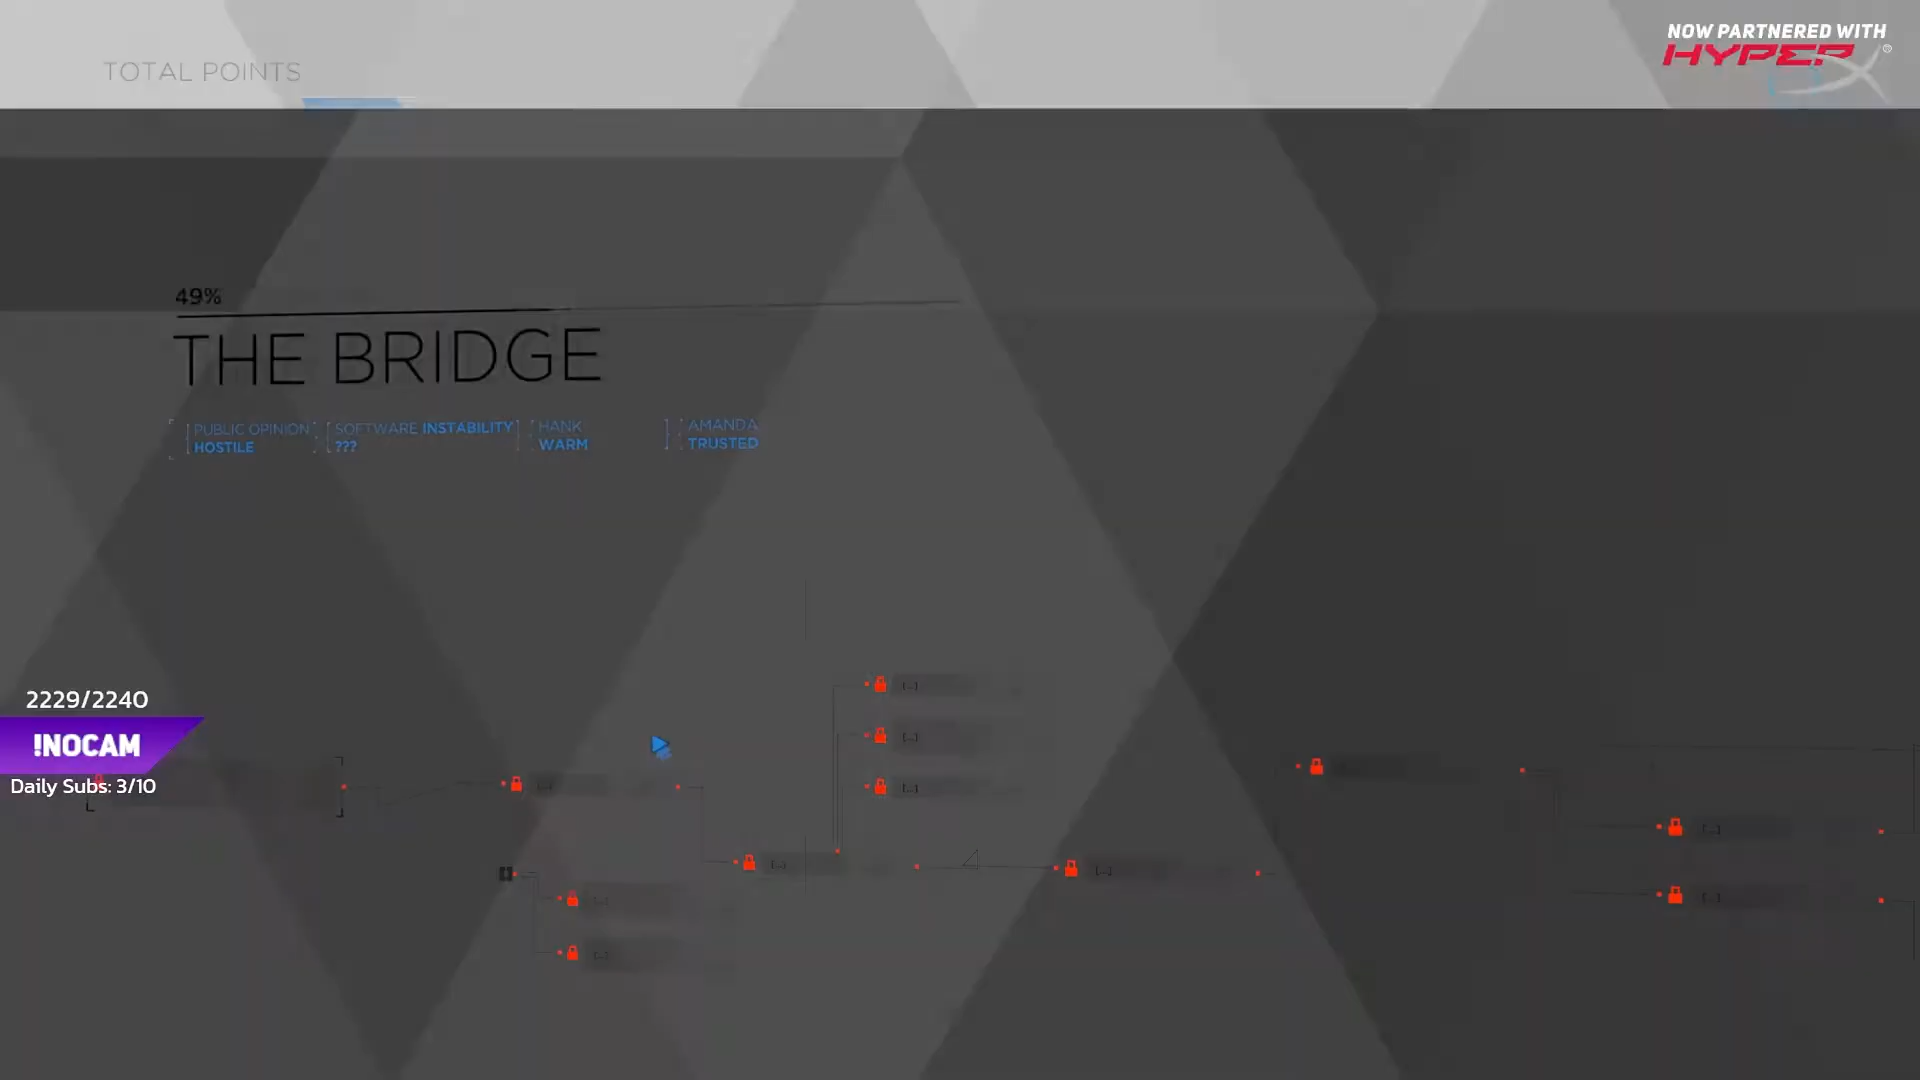 NOW PARTNERED WITH
HYPERX
TOTAL POINTS
49%
THE BRIDGE
PUBLIC OPINION
HOSTILE
SOFTWARE INSTABILITY
???
HANK
WARM
AMANDA
TRUSTED
2229/2240
!NOCAM
Daily Subs: 3/10
[...]
[...]
[...]
[...]
[...]
[...]
[...]
[...]
[...]
[...]